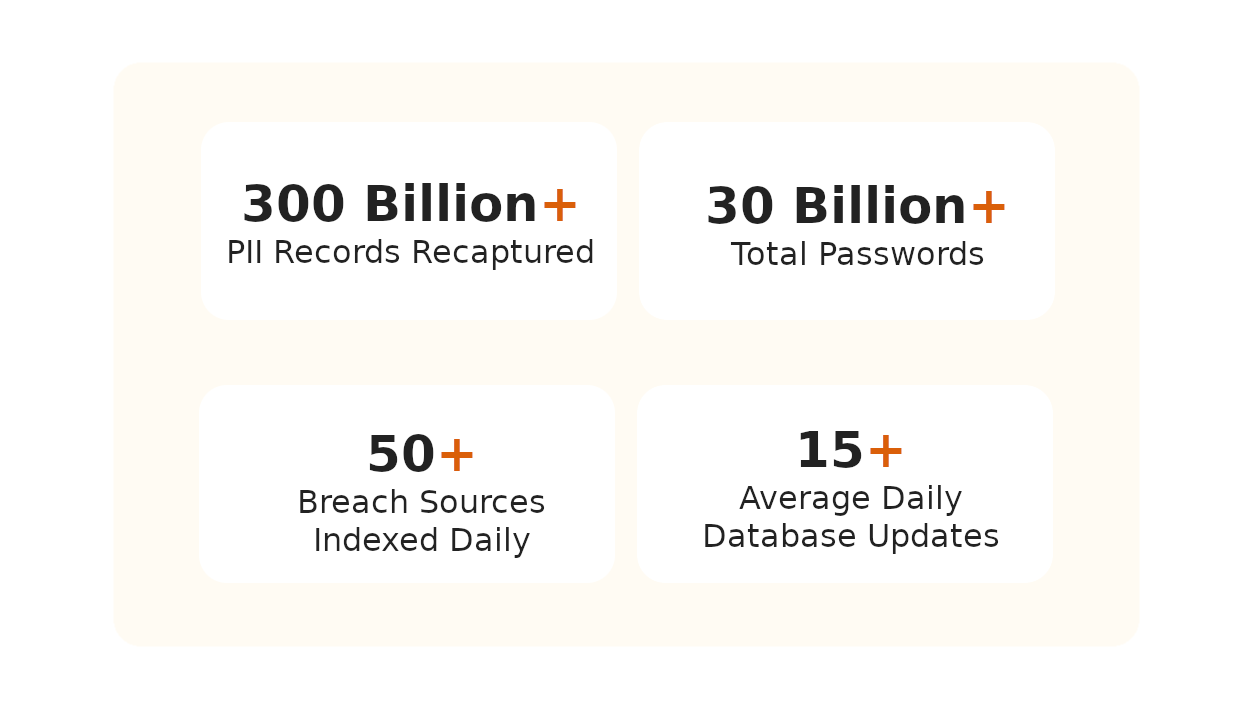 300 Billion+
PII Records Recaptured
30 Billion+
Total Passwords
50+
Breach Sources
Indexed Daily
15+
Average Daily
Database Updates